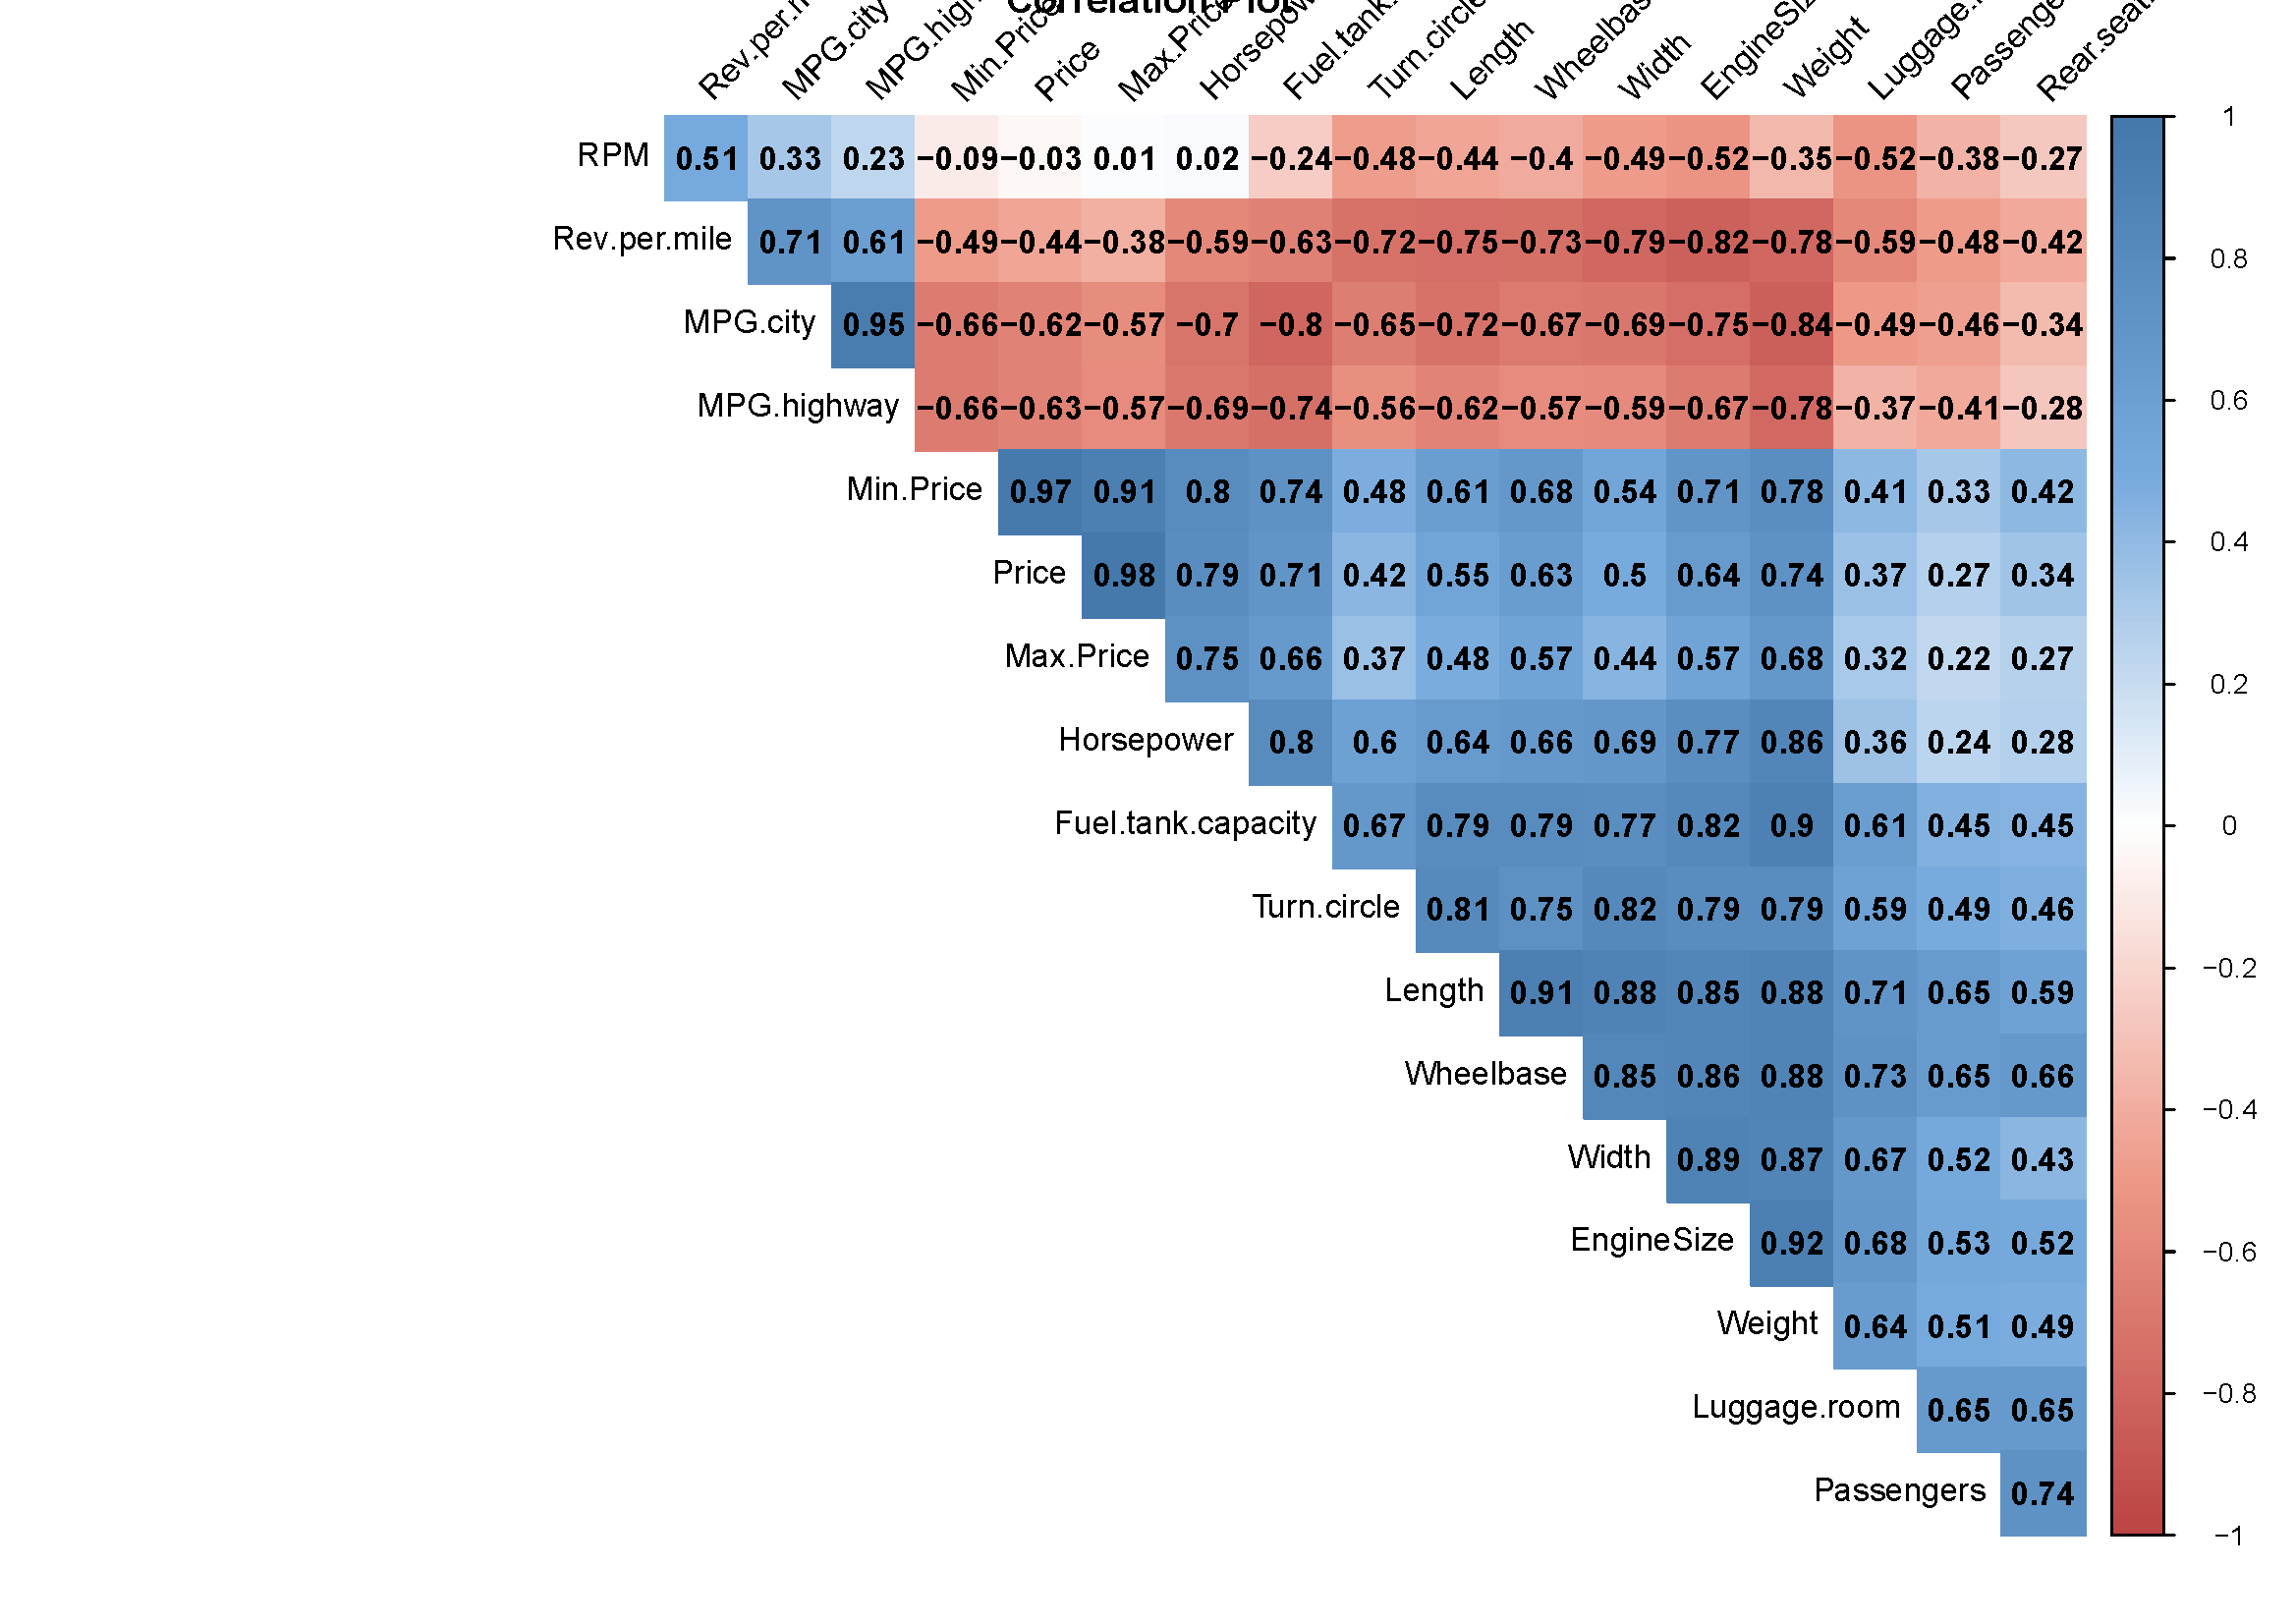 Correlation Plot
Rev.per.m MPG.city MPG.high Min.Price Price Max.Price Horsepow Fuel.tank. Turn.circle Length Wheelbas Width EngineSiz Weight Luggage. Passenge Rear.seat.
RPM 0.51 0.33 0.23 −0.09 −0.03 0.01 0.02 −0.24 −0.48 −0.44 −0.4 −0.49 −0.52 −0.35 −0.52 −0.38 −0.27
Rev.per.mile 0.71 0.61 −0.49 −0.44 −0.38 −0.59 −0.63 −0.72 −0.75 −0.73 −0.79 −0.82 −0.78 −0.59 −0.48 −0.42
MPG.city 0.95 −0.66 −0.62 −0.57 −0.7 −0.8 −0.65 −0.72 −0.67 −0.69 −0.75 −0.84 −0.49 −0.46 −0.34
MPG.highway −0.66 −0.63 −0.57 −0.69 −0.74 −0.56 −0.62 −0.57 −0.59 −0.67 −0.78 −0.37 −0.41 −0.28
Min.Price 0.97 0.91 0.8 0.74 0.48 0.61 0.68 0.54 0.71 0.78 0.41 0.33 0.42
Price 0.98 0.79 0.71 0.42 0.55 0.63 0.5 0.64 0.74 0.37 0.27 0.34
Max.Price 0.75 0.66 0.37 0.48 0.57 0.44 0.57 0.68 0.32 0.22 0.27
Horsepower 0.8 0.6 0.64 0.66 0.69 0.77 0.86 0.36 0.24 0.28
Fuel.tank.capacity 0.67 0.79 0.79 0.77 0.82 0.9 0.61 0.45 0.45
Turn.circle 0.81 0.75 0.82 0.79 0.79 0.59 0.49 0.46
Length 0.91 0.88 0.85 0.88 0.71 0.65 0.59
Wheelbase 0.85 0.86 0.88 0.73 0.65 0.66
Width 0.89 0.87 0.67 0.52 0.43
EngineSize 0.92 0.68 0.53 0.52
Weight 0.64 0.51 0.49
Luggage.room 0.65 0.65
Passengers 0.74
1
0.8
0.6
0.4
0.2
0
−0.2
−0.4
−0.6
−0.8
−1